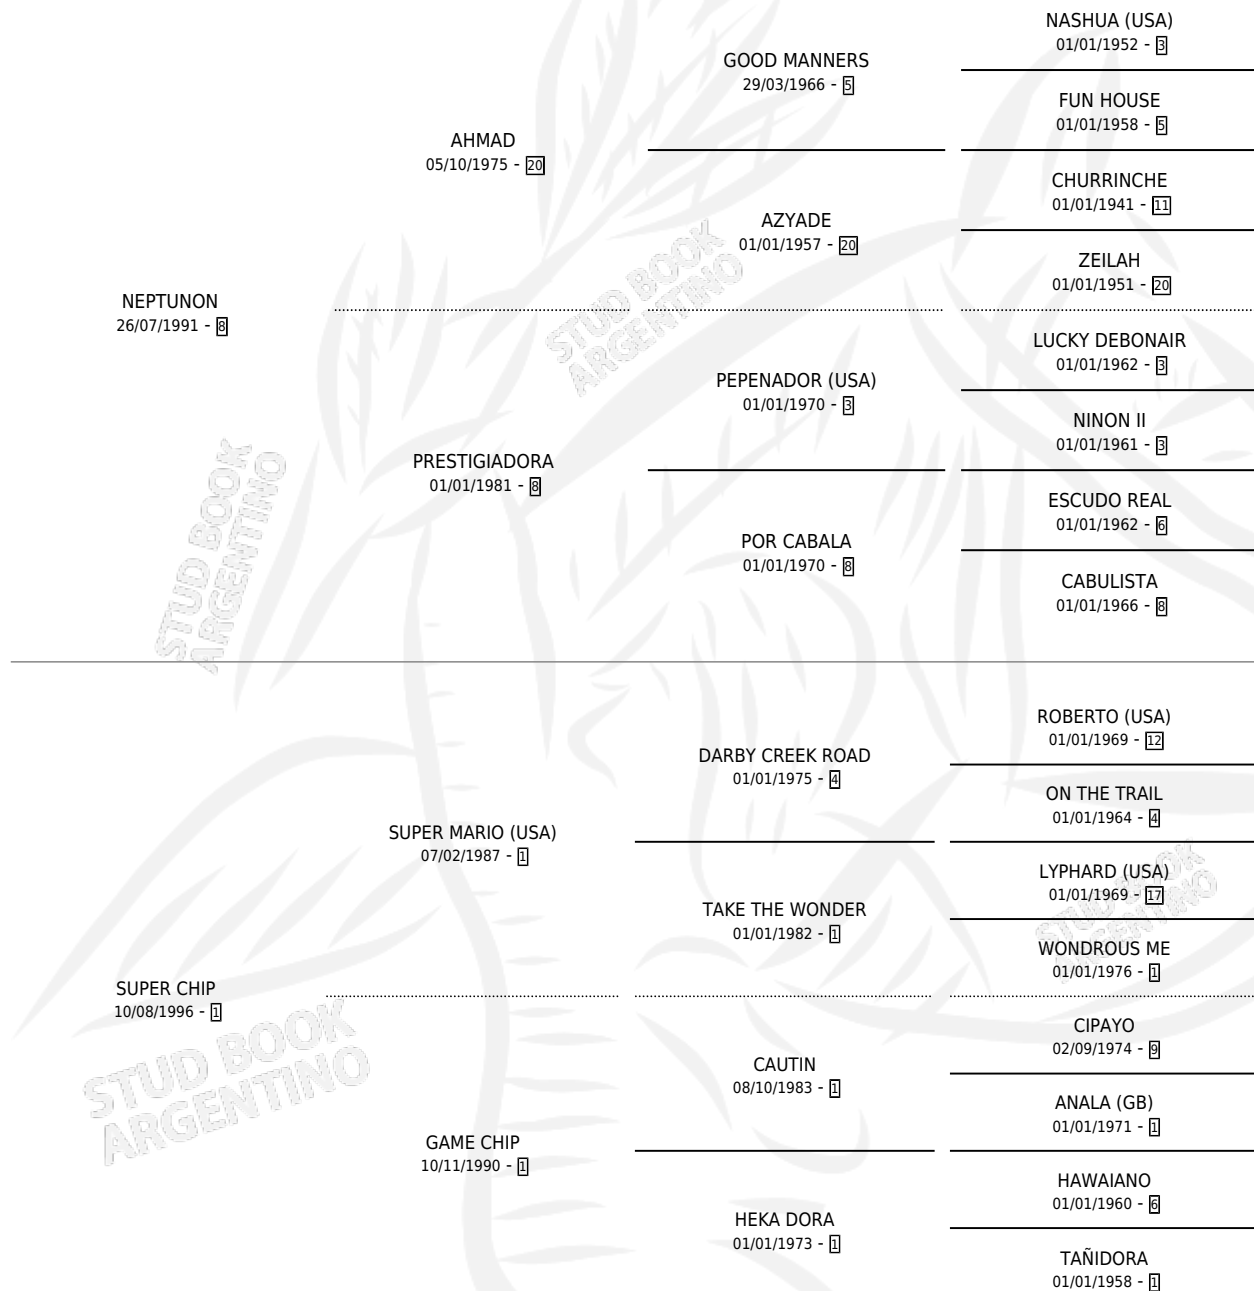 NEPTUNON
26/07/1991 - 8
AHMAD
05/10/1975 - 20
GOOD MANNERS
29/03/1966 - 5
NASHUA (USA)
01/01/1952 - 3
FUN HOUSE
01/01/1958 - 5
AZYADE
01/01/1957 - 20
CHURRINCHE
01/01/1941 - 11
ZEILAH
01/01/1951 - 20
PRESTIGIADORA
01/01/1981 - 8
PEPENADOR (USA)
01/01/1970 - 3
LUCKY DEBONAIR
01/01/1962 - 3
NINON II
01/01/1961 - 3
POR CABALA
01/01/1970 - 8
ESCUDO REAL
01/01/1962 - 6
CABULISTA
01/01/1966 - 8
SUPER CHIP
10/08/1996 - 1
SUPER MARIO (USA)
07/02/1987 - 1
DARBY CREEK ROAD
01/01/1975 - 4
ROBERTO (USA)
01/01/1969 - 12
ON THE TRAIL
01/01/1964 - 4
TAKE THE WONDER
01/01/1982 - 1
LYPHARD (USA)
01/01/1969 - 17
WONDROUS ME
01/01/1976 - 1
GAME CHIP
10/11/1990 - 1
CAUTIN
08/10/1983 - 1
CIPAYO
02/09/1974 - 9
ANALA (GB)
01/01/1971 - 1
HEKA DORA
01/01/1973 - 1
HAWAIANO
01/01/1960 - 6
TAÑIDORA
01/01/1958 - 1
STUD BOOK
ARGENTINO
STUD BOOK
ARGENTINO
STUD BOOK
ARGENTINO
STUD BOOK
ARGENTINO